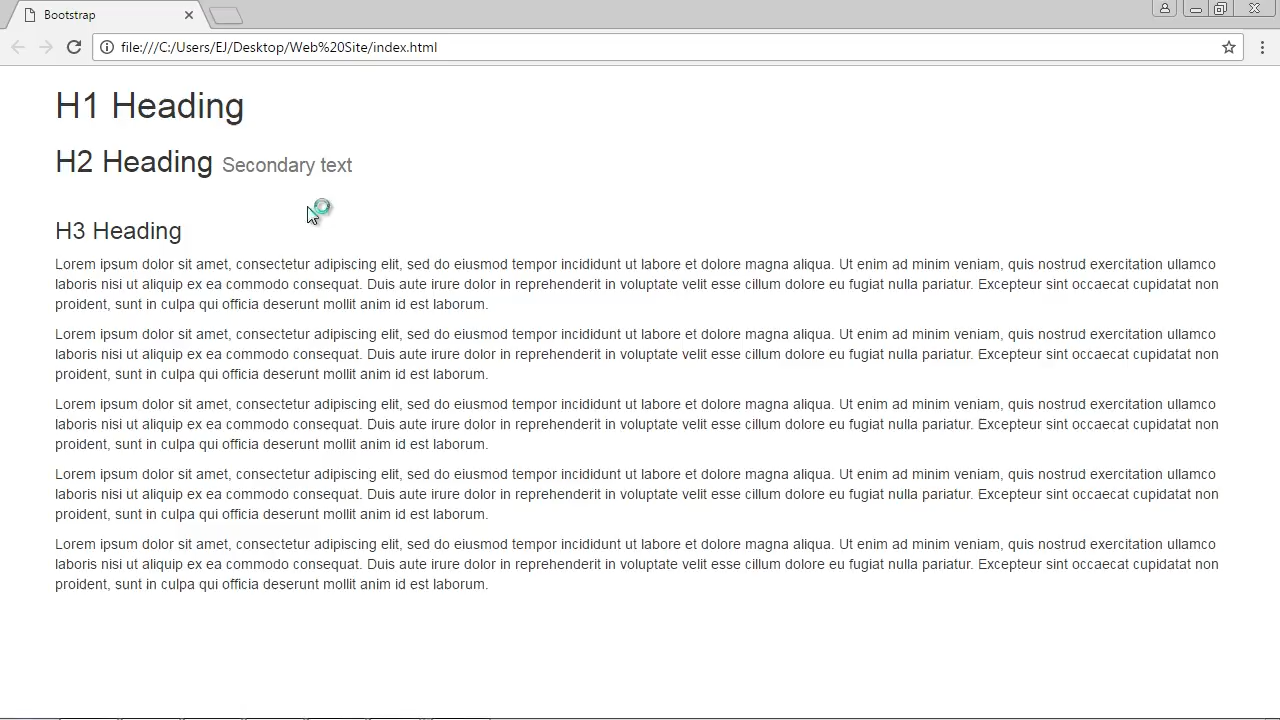 Bootstrap
file:///C:/Users/EJ/Desktop/Web%20Site/index.html
H1 Heading
H2 Heading Secondary text
H3 Heading
Lorem ipsum dolor sit amet, consectetur adipiscing elit, sed do eiusmod tempor incididunt ut labore et dolore magna aliqua. Ut enim ad minim veniam, quis nostrud exercitation ullamco
laboris nisi ut aliquip ex ea commodo consequat. Duis aute irure dolor in reprehenderit in voluptate velit esse cillum dolore eu fugiat nulla pariatur. Excepteur sint occaecat cupidatat non
proident, sunt in culpa qui officia deserunt mollit anim id est laborum.
Lorem ipsum dolor sit amet, consectetur adipiscing elit, sed do eiusmod tempor incididunt ut labore et dolore magna aliqua. Ut enim ad minim veniam, quis nostrud exercitation ullamco
laboris nisi ut aliquip ex ea commodo consequat. Duis aute irure dolor in reprehenderit in voluptate velit esse cillum dolore eu fugiat nulla pariatur. Excepteur sint occaecat cupidatat non
proident, sunt in culpa qui officia deserunt mollit anim id est laborum.
Lorem ipsum dolor sit amet, consectetur adipiscing elit, sed do eiusmod tempor incididunt ut labore et dolore magna aliqua. Ut enim ad minim veniam, quis nostrud exercitation ullamco
laboris nisi ut aliquip ex ea commodo consequat. Duis aute irure dolor in reprehenderit in voluptate velit esse cillum dolore eu fugiat nulla pariatur. Excepteur sint occaecat cupidatat non
proident, sunt in culpa qui officia deserunt mollit anim id est laborum.
Lorem ipsum dolor sit amet, consectetur adipiscing elit, sed do eiusmod tempor incididunt ut labore et dolore magna aliqua. Ut enim ad minim veniam, quis nostrud exercitation ullamco
laboris nisi ut aliquip ex ea commodo consequat. Duis aute irure dolor in reprehenderit in voluptate velit esse cillum dolore eu fugiat nulla pariatur. Excepteur sint occaecat cupidatat non
proident, sunt in culpa qui officia deserunt mollit anim id est laborum.
Lorem ipsum dolor sit amet, consectetur adipiscing elit, sed do eiusmod tempor incididunt ut labore et dolore magna aliqua. Ut enim ad minim veniam, quis nostrud exercitation ullamco
laboris nisi ut aliquip ex ea commodo consequat. Duis aute irure dolor in reprehenderit in voluptate velit esse cillum dolore eu fugiat nulla pariatur. Excepteur sint occaecat cupidatat non
proident, sunt in culpa qui officia deserunt mollit anim id est laborum.